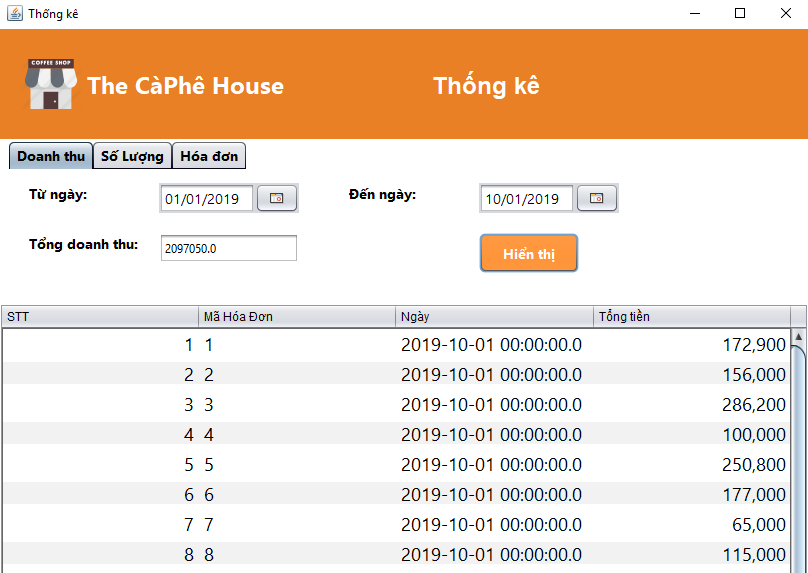 Thống kê
COFFEE SHOP
The CàPhê House
Thống kê
Doanh thu Số Lượng Hóa đơn
Từ ngày: 01/01/2019 Đến ngày: 10/01/2019
Tổng doanh thu: 2097050.0 Hiển thị
STT Mã Hóa Đơn Ngày Tổng tiền
1 1 2019-10-01 00:00:00.0 172,900
2 2 2019-10-01 00:00:00.0 156,000
3 3 2019-10-01 00:00:00.0 286,200
4 4 2019-10-01 00:00:00.0 100,000
5 5 2019-10-01 00:00:00.0 250,800
6 6 2019-10-01 00:00:00.0 177,000
7 7 2019-10-01 00:00:00.0 65,000
8 8 2019-10-01 00:00:00.0 115,000